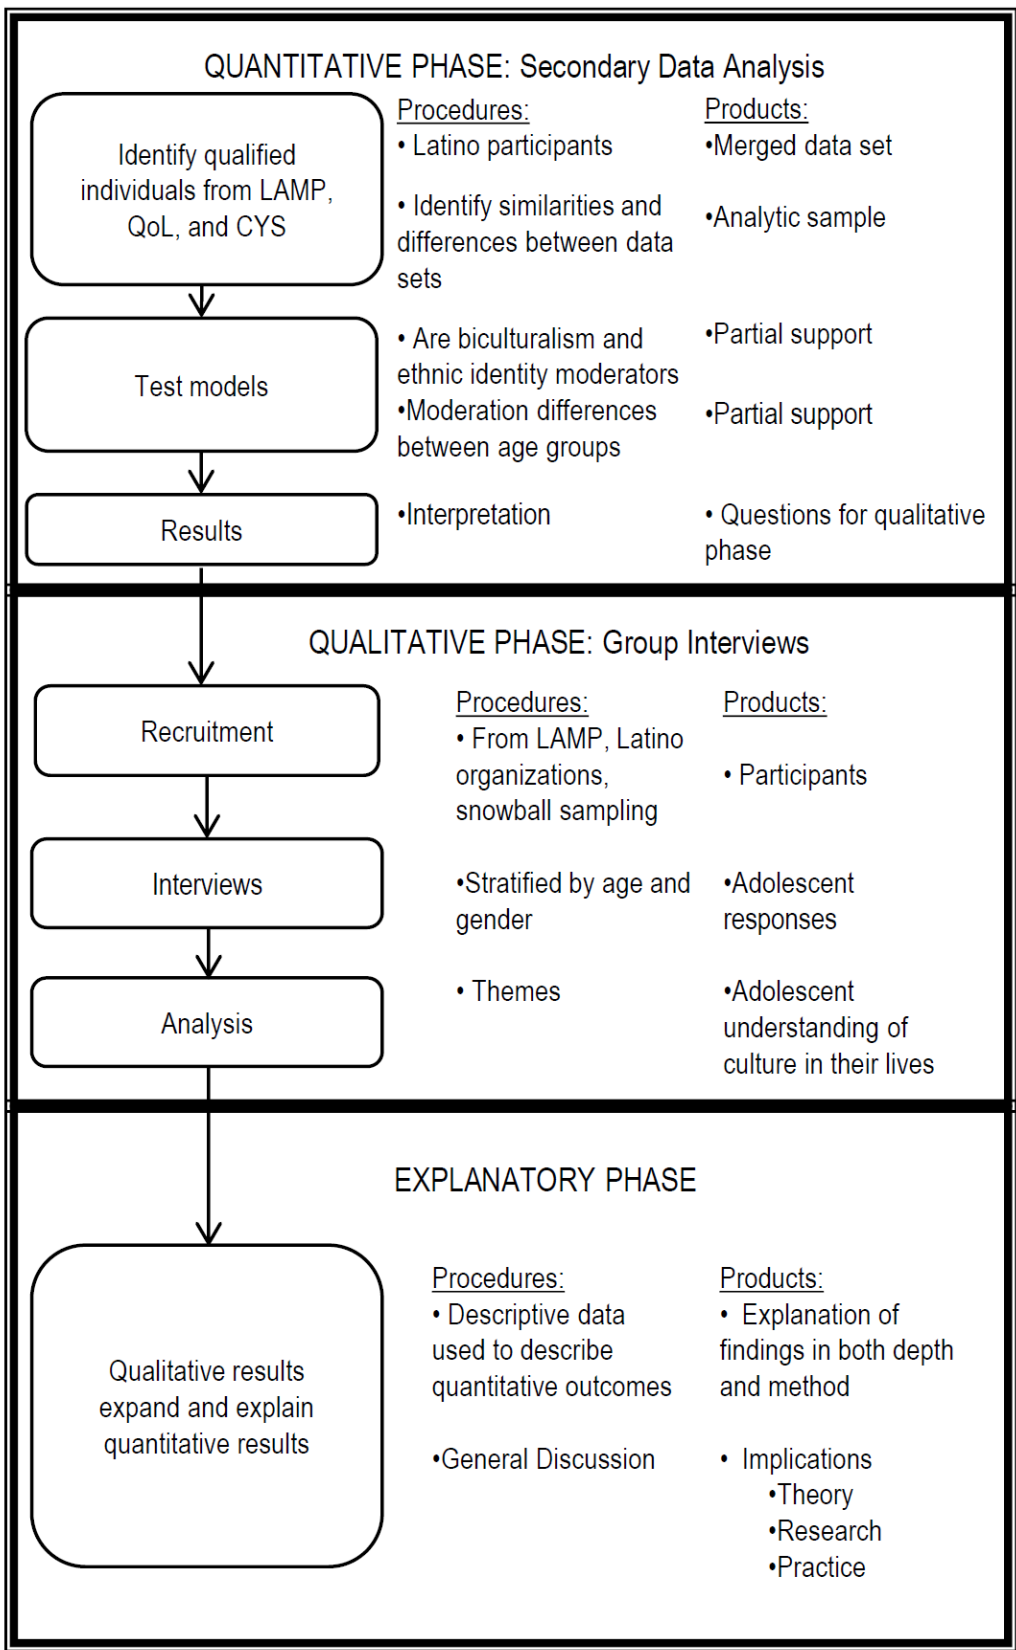 QUANTITATIVE PHASE: Secondary Data Analysis
Identify qualified
individuals from LAMP,
QoL, and CYS
Procedures:
• Latino participants
• Identify similarities and
differences between data
sets
Products:
•Merged data set
•Analytic sample
Test models
• Are biculturalism and
ethnic identity moderators
•Moderation differences
between age groups
•Partial support
•Partial support
Results
•Interpretation
• Questions for qualitative
phase
QUALITATIVE PHASE: Group Interviews
Recruitment
Procedures:
• From LAMP, Latino
organizations,
snowball sampling
Products:
• Participants
Interviews
•Stratified by age and
gender
•Adolescent
responses
Analysis
• Themes
•Adolescent
understanding of
culture in their lives
EXPLANATORY PHASE
Qualitative results
expand and explain
quantitative results
Procedures:
• Descriptive data
used to describe
quantitative outcomes
•General Discussion
Products:
• Explanation of
findings in both depth
and method
• Implications
•Theory
•Research
•Practice